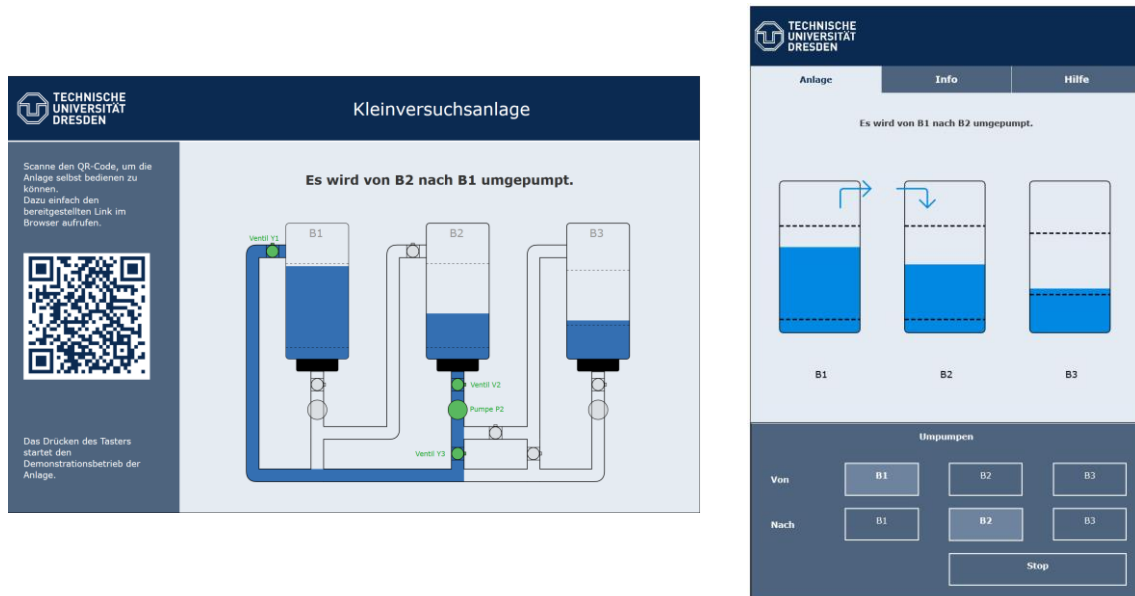 TECHNISCHE
UNIVERSITÄT
DRESDEN
Kleinversuchsanlage
Scanne den QR-Code, um die
Anlage selbst bedienen zu
können.
Dazu einfach den
bereitgestellten Link im
Browser aufrufen.
Das Drücken des Tasters
startet den
Demonstrationsbetrieb der
Anlage.
Es wird von B2 nach B1 umgepumpt.
Ventil Y1
B1
B2
B3
Ventil V2
Pumpe P2
Ventil Y3
TECHNISCHE
UNIVERSITÄT
DRESDEN
Anlage Info Hilfe
Es wird von B1 nach B2 umgepumpt.
B1 B2 B3
Umpumpen
Von B1 B2 B3
Nach B1 B2 B3
Stop